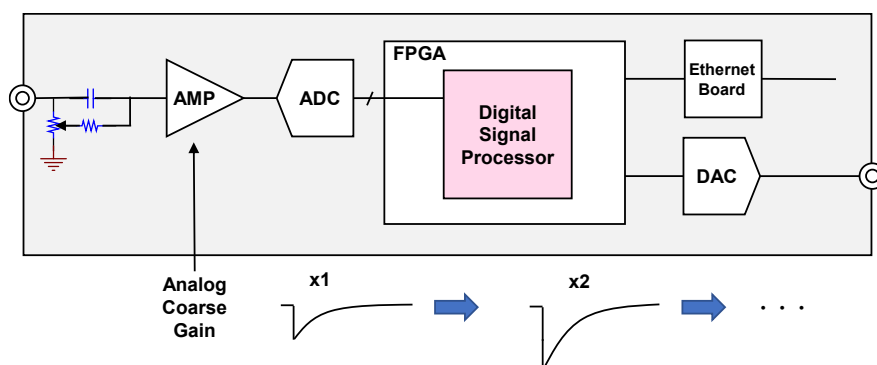 FPGA
AMP
ADC
Digital
Signal
Processor
Ethernet
Board
DAC
Analog
Coarse
Gain
x1
x2
. . .